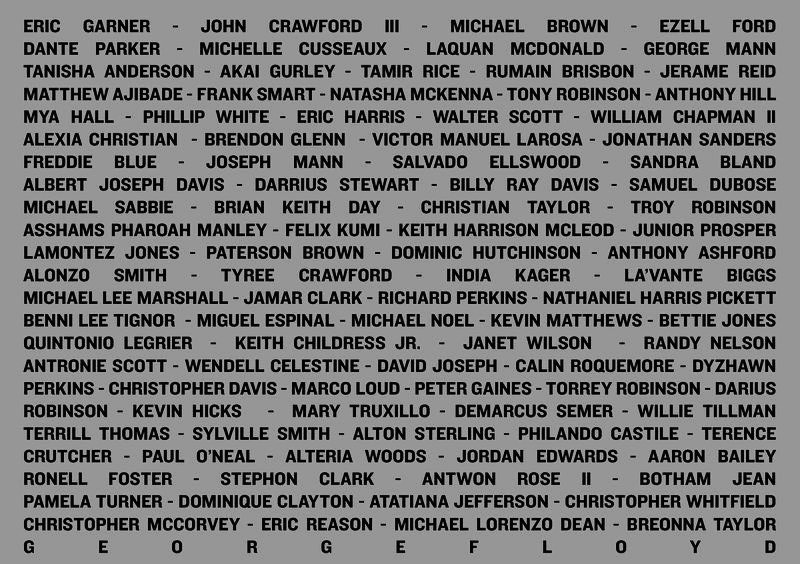 ERIC GARNER - JOHN CRAWFORD III - MICHAEL BROWN - EZELL FORD
DANTE PARKER - MICHELLE CUSSEAUX - LAQUAN MCDONALD - GEORGE MANN
TANISHA ANDERSON - AKAI GURLEY - TAMIR RICE - RUMAIN BRISBON - JERAME REID
MATTHEW AJIBADE - FRANK SMART - NATASHA MCKENNA - TONY ROBINSON - ANTHONY HILL
MYA HALL - PHILLIP WHITE - ERIC HARRIS - WALTER SCOTT - WILLIAM CHAPMAN II
ALEXIA CHRISTIAN - BRENDON GLENN - VICTOR MANUEL LAROSA - JONATHAN SANDERS
FREDDIE BLUE - JOSEPH MANN - SALVADO ELLSWOOD - SANDRA BLAND
ALBERT JOSEPH DAVIS - DARRIUS STEWART - BILLY RAY DAVIS - SAMUEL DUBOSE
MICHAEL SABBIE - BRIAN KEITH DAY - CHRISTIAN TAYLOR - TROY ROBINSON
ASSHAMS PHAROAH MANLEY - FELIX KUMI - KEITH HARRISON MCLEOD - JUNIOR PROSPER
LAMONTEZ JONES - PATERSON BROWN - DOMINIC HUTCHINSON - ANTHONY ASHFORD
ALONZO SMITH - TYREE CRAWFORD - INDIA KAGER - LA'VANTE BIGGS
MICHAEL LEE MARSHALL - JAMAR CLARK - RICHARD PERKINS - NATHANIEL HARRIS PICKETT
BENNI LEE TIGNOR - MIGUEL ESPINAL - MICHAEL NOEL - KEVIN MATTHEWS - BETTIE JONES
QUINTONIO LEGRIER - KEITH CHILDRESS JR. - JANET WILSON - RANDY NELSON
ANTRONIE SCOTT - WENDELL CELESTINE - DAVID JOSEPH - CALIN ROQUEMORE - DYZHAWN
PERKINS - CHRISTOPHER DAVIS - MARCO LOUD - PETER GAINES - TORREY ROBINSON - DARIUS
ROBINSON - KEVIN HICKS - MARY TRUXILLO - DEMARCUS SEMER - WILLIE TILLMAN
TERRILL THOMAS - SYLVILLE SMITH - ALTON STERLING - PHILANDO CASTILE - TERENCE
CRUTCHER - PAUL O'NEAL - ALTERIA WOODS - JORDAN EDWARDS - AARON BAILEY
RONELL FOSTER - STEPHON CLARK - ANTWON ROSE II - BOTHAM JEAN
PAMELA TURNER - DOMINIQUE CLAYTON - ATATIANA JEFFERSON - CHRISTOPHER WHITFIELD
CHRISTOPHER MCCORVEY - ERIC REASON - MICHAEL LORENZO DEAN - BREONNA TAYLOR
G E O R G E F L O Y D